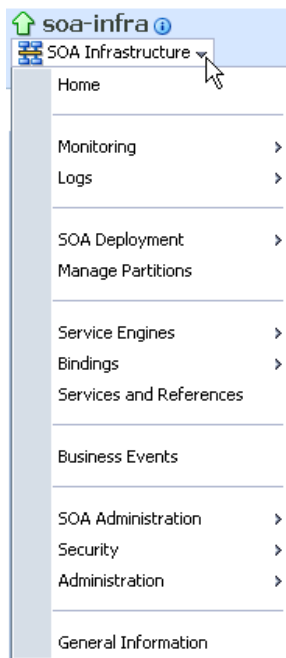 soa-infra
SOA Infrastructure
Home
Monitoring
Logs
SOA Deployment
Manage Partitions
Service Engines
Bindings
Services and References
Business Events
SOA Administration
Security
Administration
General Information